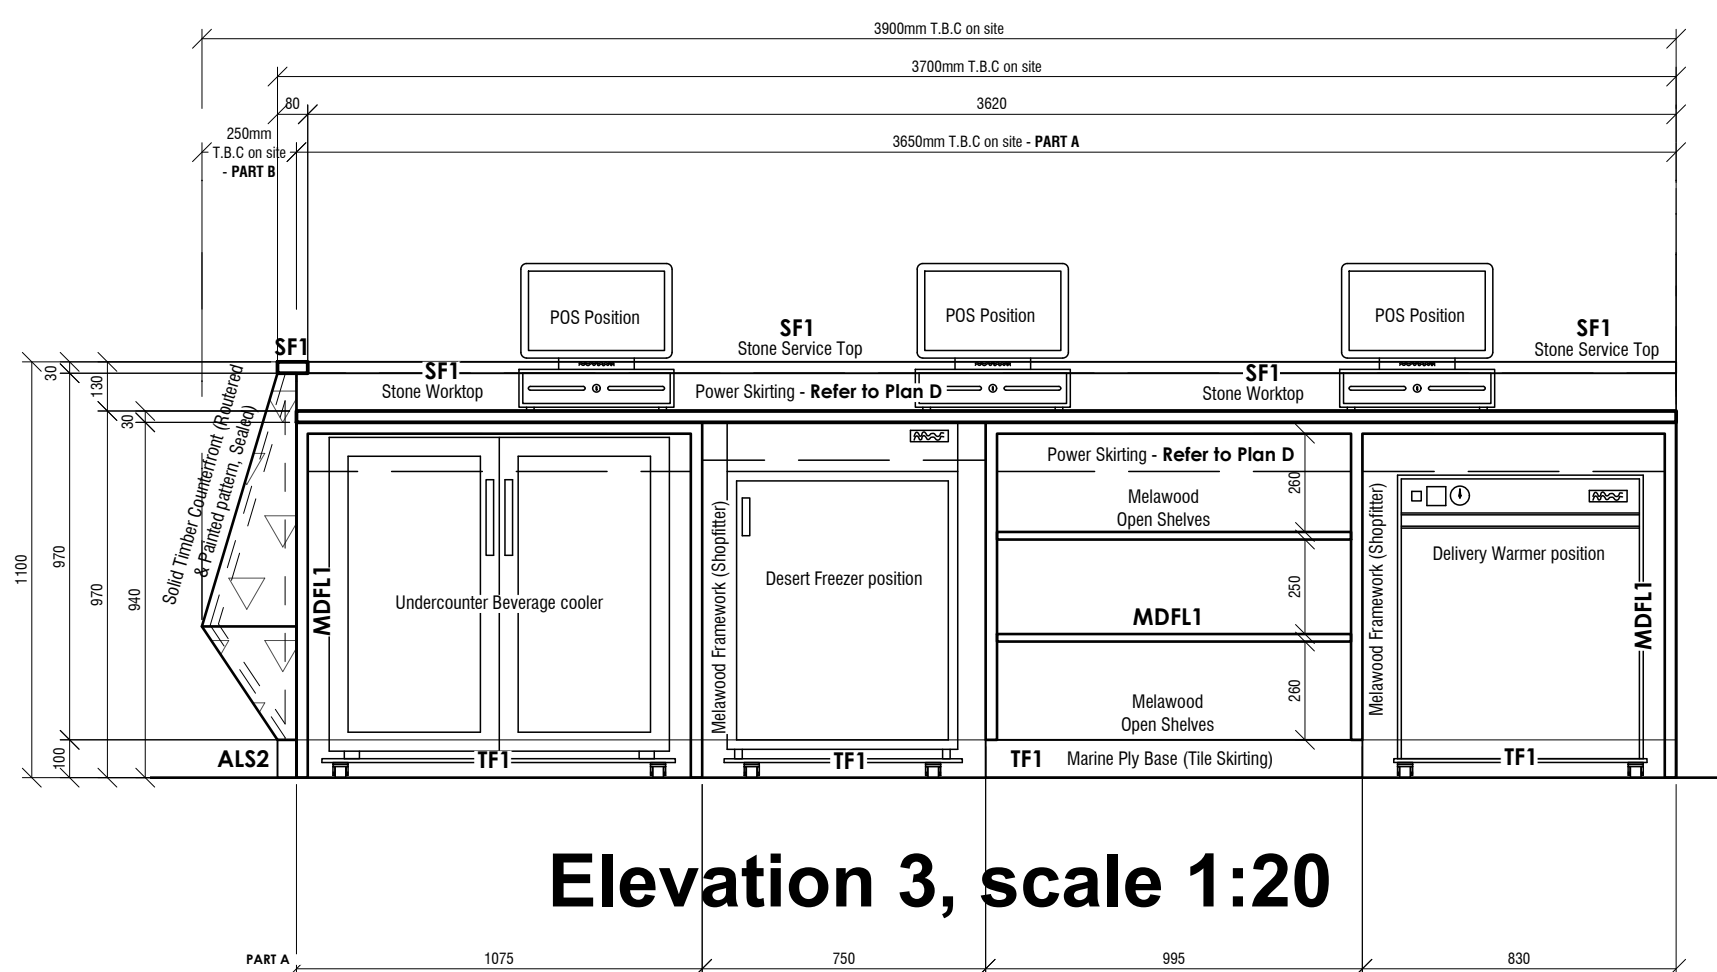 3900mm T.B.C on site
3700mm T.B.C on site
80
3620
250mm
T.B.C on site
- PART B
3650mm T.B.C on site - PART A
POS Position
POS Position
POS Position
SF1
SF1
Stone Service Top
SF1
Stone Service Top
SF1
Stone Worktop
Power Skirting - Refer to Plan D
SF1
Stone Worktop
30
130
30
1100
970
970
940
100
Solid Timber Counterfront (Routered
& Painted pattern, Sealed)
MDFL1
Undercounter Beverage cooler
Melawood Framework (Shopfitter)
Desert Freezer position
Power Skirting - Refer to Plan D
260
Melawood
Open Shelves
250
MDFL1
260
Melawood
Open Shelves
Melawood Framework (Shopfitter)
Delivery Warmer position
MDFL1
ALS2
TF1
TF1
TF1
Marine Ply Base (Tile Skirting)
TF1
Elevation 3, scale 1:20
PART A
1075
750
995
830